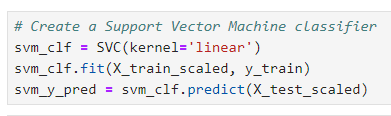 # Create a Support Vector Machine classifier
svm_clf = SVC(kernel='linear')
svm_clf.fit(X_train_scaled, y_train)
svm_y_pred = svm_clf.predict(X_test_scaled)